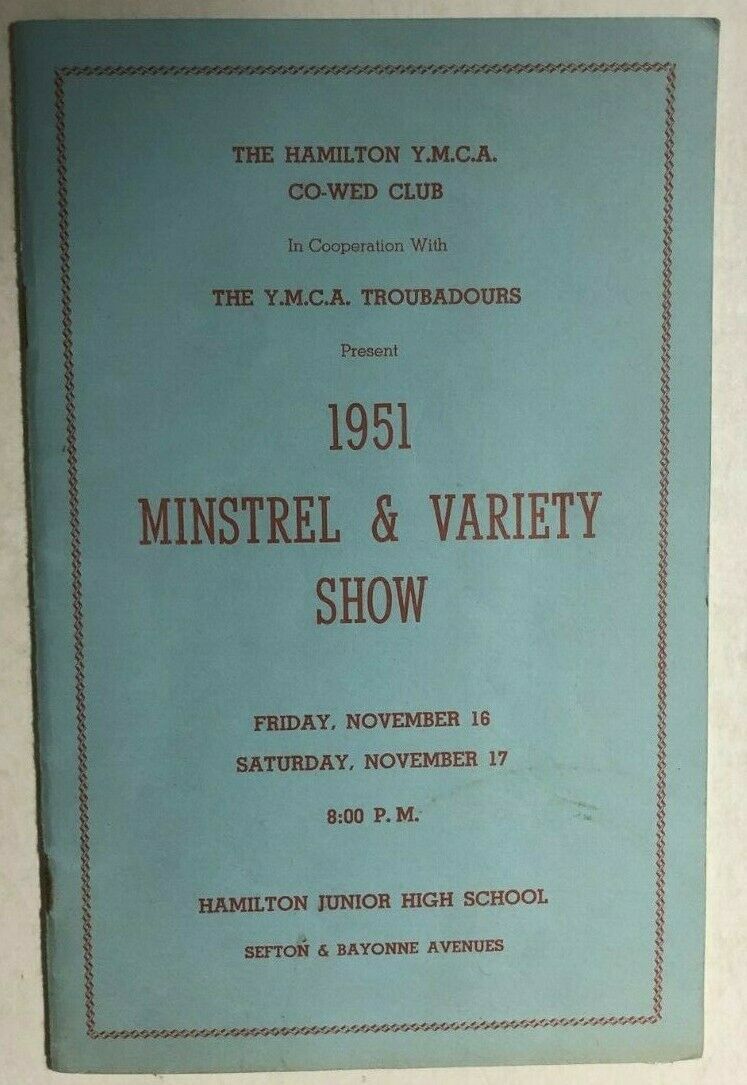 THE HAMILTON Y.M.C.A.
CO-WED CLUB
In Cooperation With
THE Y.M.C.A. TROUBADOURS
Present
1951
MINSTREL & VARIETY
SHOW
FRIDAY, NOVEMBER 16
SATURDAY, NOVEMBER 17
8:00 P. M.
HAMILTON JUNIOR HIGH SCHOOL
SEFTON & BAYONNE AVENUES